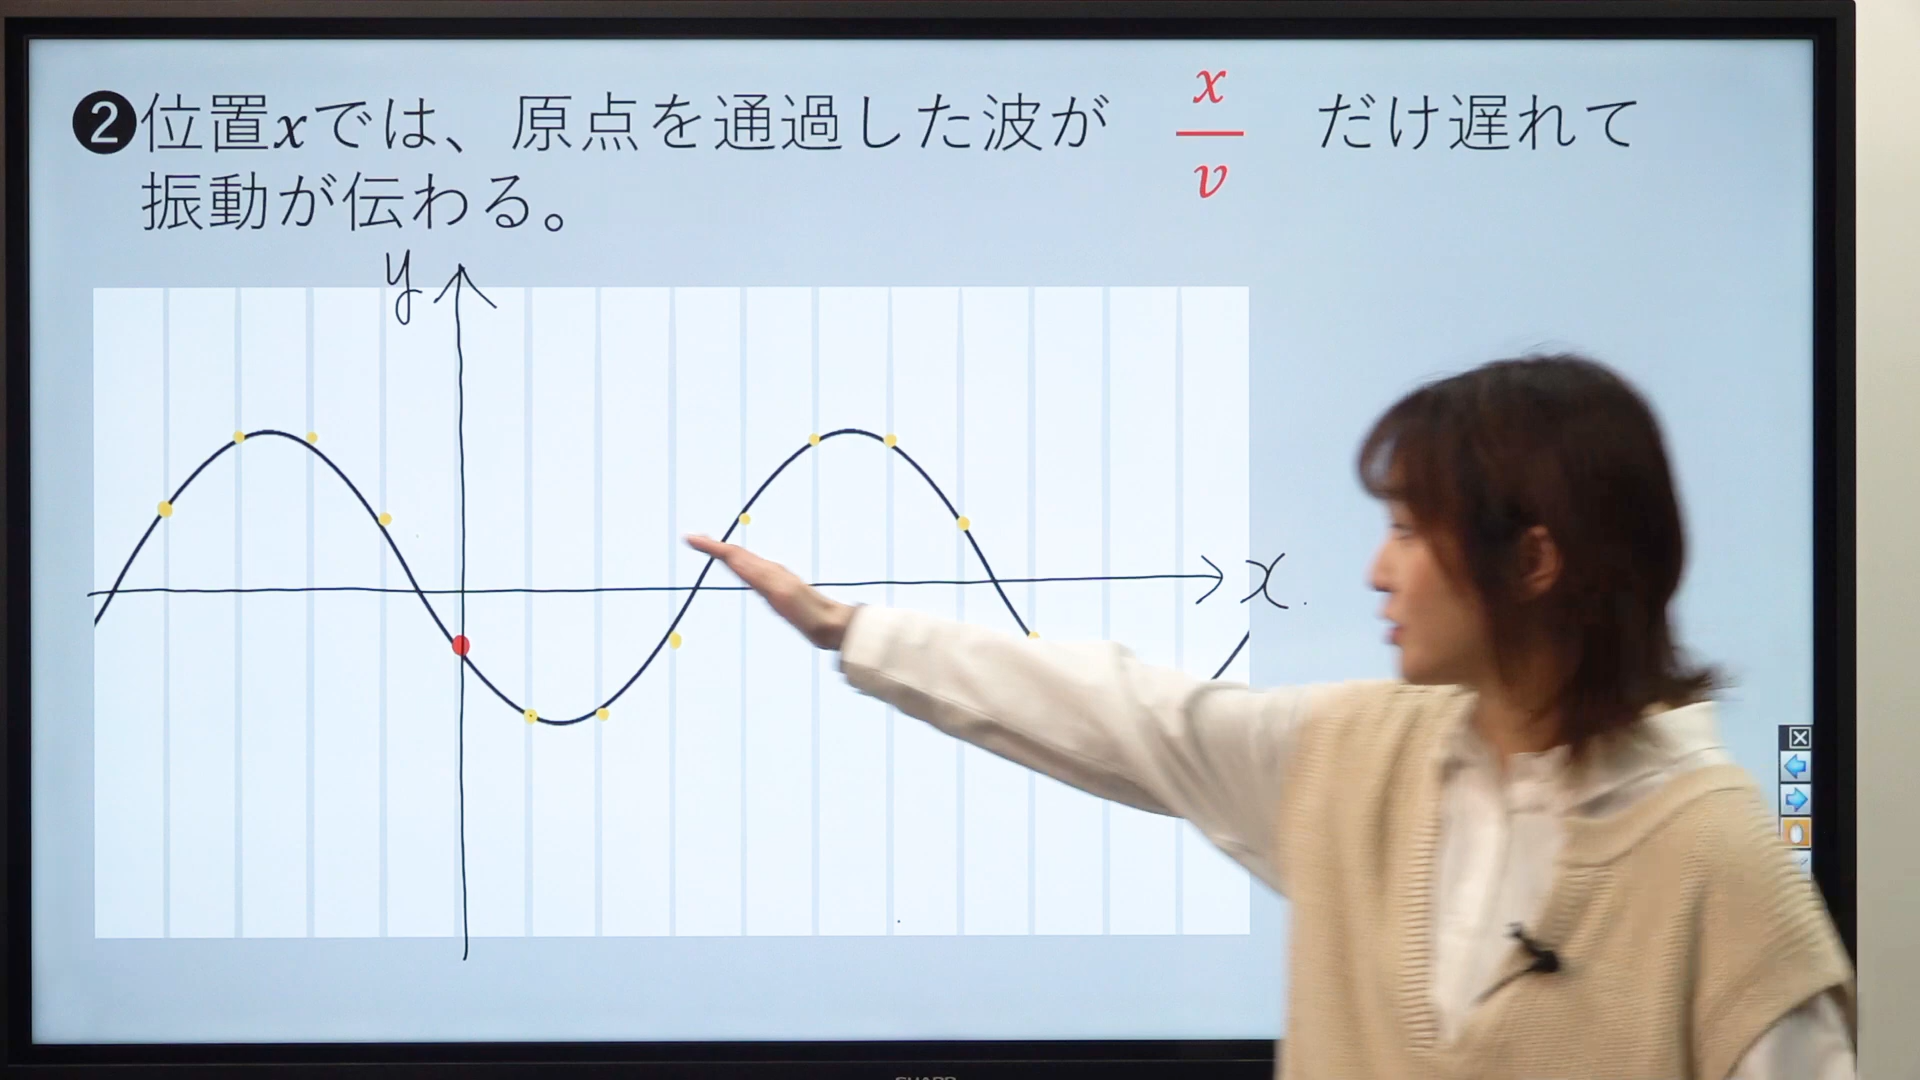 ❷位置xでは、原点を通過した波が x/v だけ遅れて
振動が伝わる。
y
x